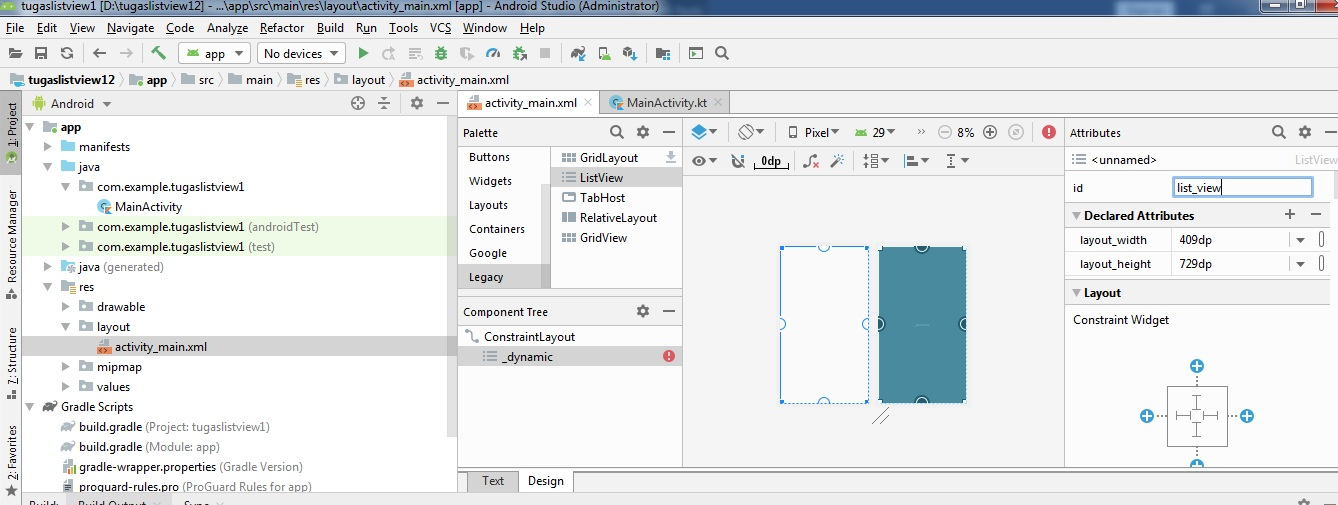 tugaslistview1 [D:\tugaslistview12] - ...\app\src\main\res\layout\activity_main.xml [app] - Android Studio (Administrator)
File Edit View Navigate Code Analyze Refactor Build Run Tools VCS Window Help
app No devices
tugaslistview12 app src main res layout activity_main.xml
1: Project
Resource Manager
7: Structure
2: Favorites
Android
app
manifests
java
com.example.tugaslistview1
MainActivity
com.example.tugaslistview1 (androidTest)
com.example.tugaslistview1 (test)
java (generated)
res
drawable
layout
activity_main.xml
mipmap
values
Gradle Scripts
build.gradle (Project: tugaslistview1)
build.gradle (Module: app)
gradle-wrapper.properties (Gradle Version)
proguard-rules.pro (ProGuard Rules for app)
activity_main.xml MainActivity.kt
Palette
Buttons
Widgets
Layouts
Containers
Google
Legacy
GridLayout
ListView
TabHost
RelativeLayout
GridView
Component Tree
ConstraintLayout
_dynamic
Pixel 29 8%
0dp
Text Design
Attributes
<unnamed> ListView
id list_view
Declared Attributes
layout_width 409dp
layout_height 729dp
Layout
Constraint Widget
Build: Build Output Sync